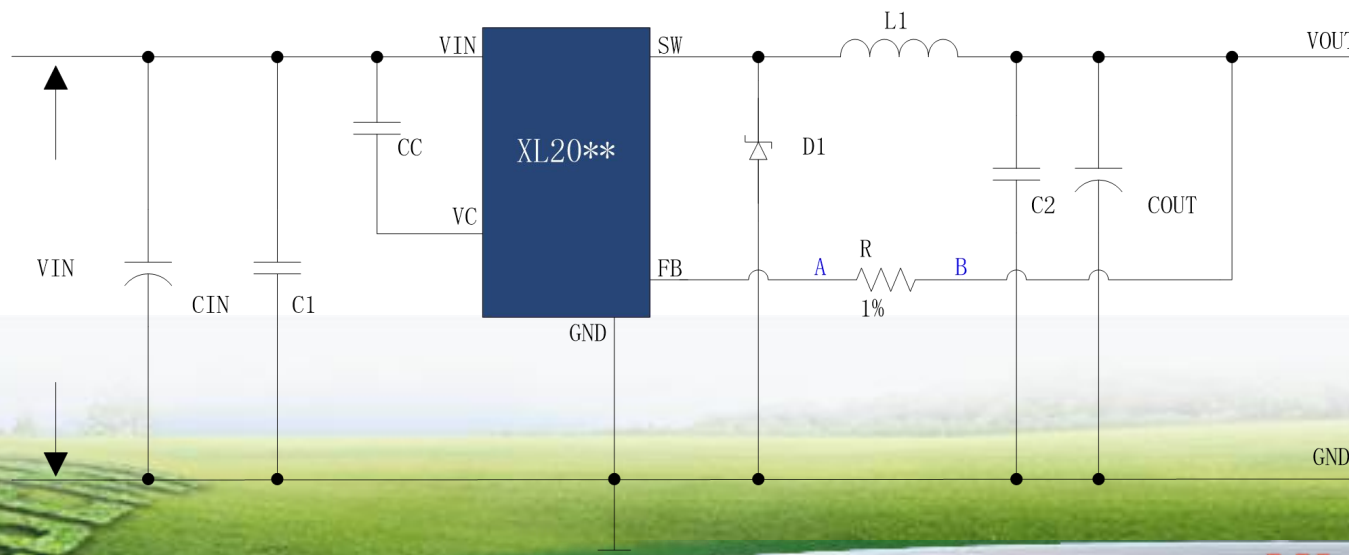 L1
VIN
SW
VOUT
CC
XL20**
D1
VC
C2
COUT
R
VIN
FB
A
B
CIN
C1
1%
GND
GND